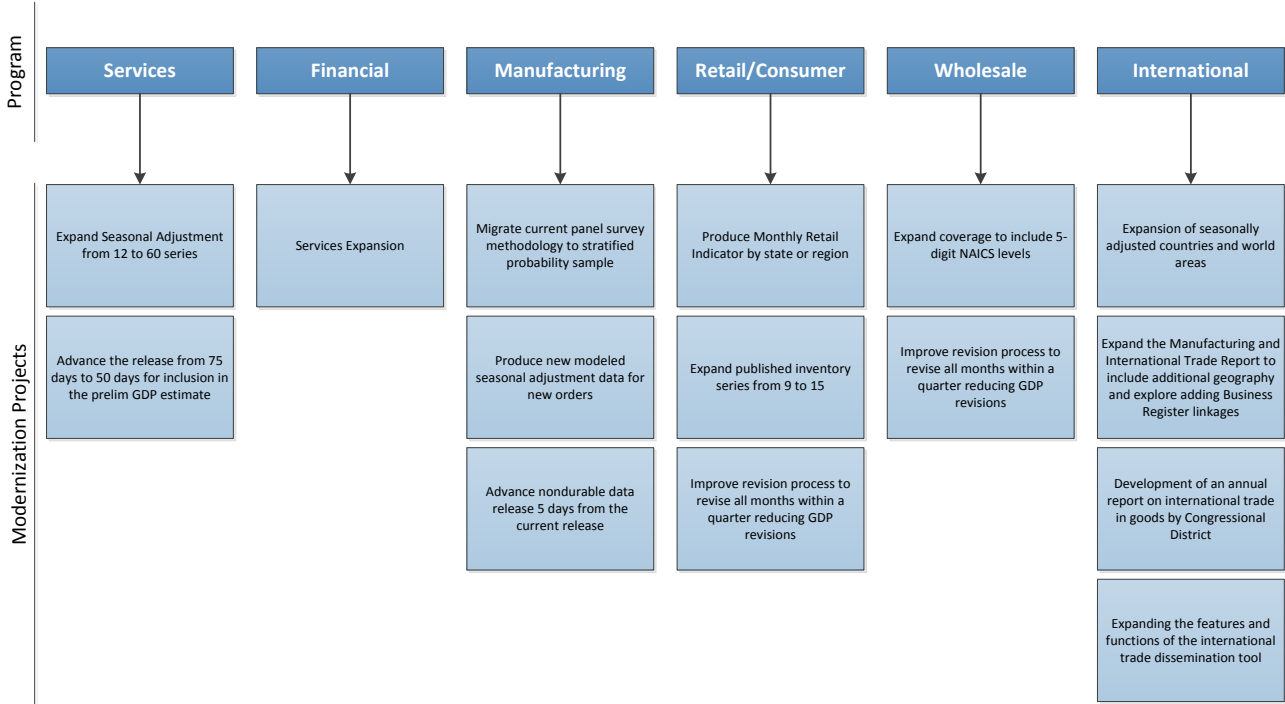 Program
Services
Financial
Manufacturing
Retail/Consumer
Wholesale
International
Modernization Projects
Expand Seasonal Adjustment
from 12 to 60 series
Advance the release from 75
days to 50 days for inclusion in
the prelim GDP estimate
Services Expansion
Migrate current panel survey
methodology to stratified
probability sample
Produce new modeled
seasonal adjustment data for
new orders
Advance nondurable data
release 5 days from the
current release
Produce Monthly Retail
Indicator by state or region
Expand published inventory
series from 9 to 15
Improve revision process to
revise all months within a
quarter reducing GDP
revisions
Expand coverage to include 5-
digit NAICS levels
Improve revision process to
revise all months within a
quarter reducing GDP
revisions
Expansion of seasonally
adjusted countries and world
areas
Expand the Manufacturing and
International Trade Report to
include additional geography
and explore adding Business
Register linkages
Development of an annual
report on international trade
in goods by Congressional
District
Expanding the features and
functions of the international
trade dissemination tool